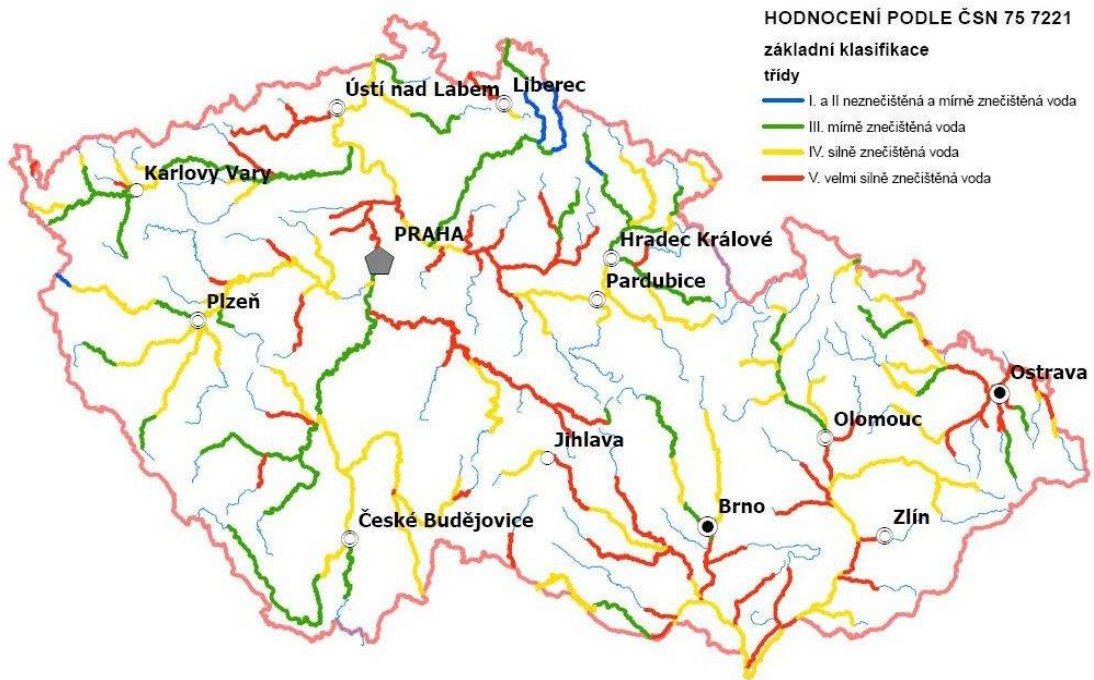 HODNOCENÍ PODLE ČSN 75 7221
základní klasifikace
třídy
I. a II neznečištěná a mírně znečištěná voda
III. mírně znečištěná voda
IV. silně znečištěná voda
V. velmi silně znečištěná voda
Ústí nad Labem
Liberec
Karlovy Vary
PRAHA
Hradec Králové
Pardubice
Plzeň
Ostrava
Olomouc
Jihlava
Brno
Zlín
České Budějovice